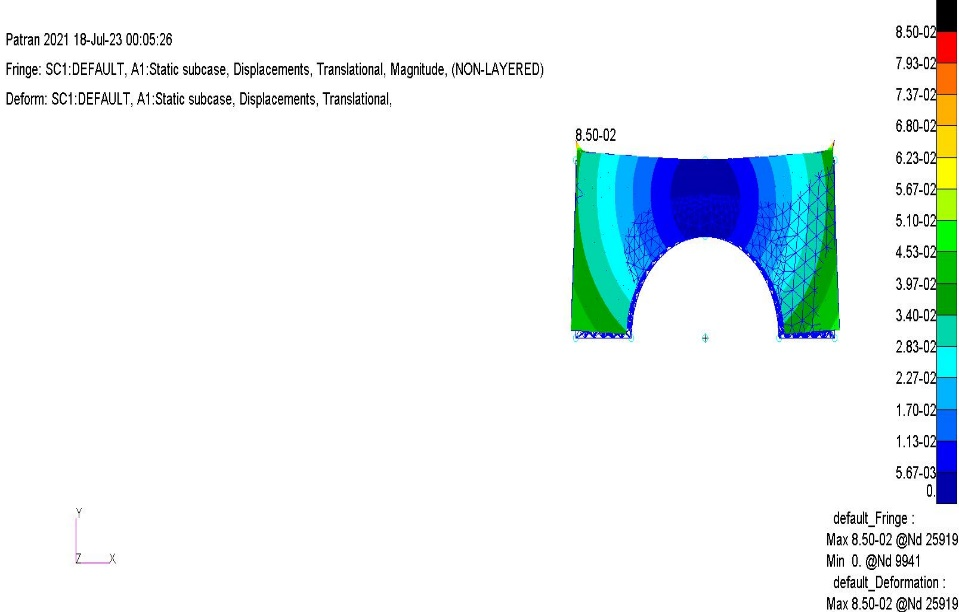 Patran 2021 18-Jul-23 00:05:26
Fringe: SC1:DEFAULT, A1:Static subcase, Displacements, Translational, Magnitude, (NON-LAYERED)
Deform: SC1:DEFAULT, A1:Static subcase, Displacements, Translational,
8.50-02
8.50-02
7.93-02
7.37-02
6.80-02
6.23-02
5.67-02
5.10-02
4.53-02
3.97-02
3.40-02
2.83-02
2.27-02
1.70-02
1.13-02
5.67-03
0.
Y
Z
X
default_Fringe :
Max 8.50-02 @Nd 25919
Min 0. @Nd 9941
default_Deformation :
Max 8.50-02 @Nd 25919